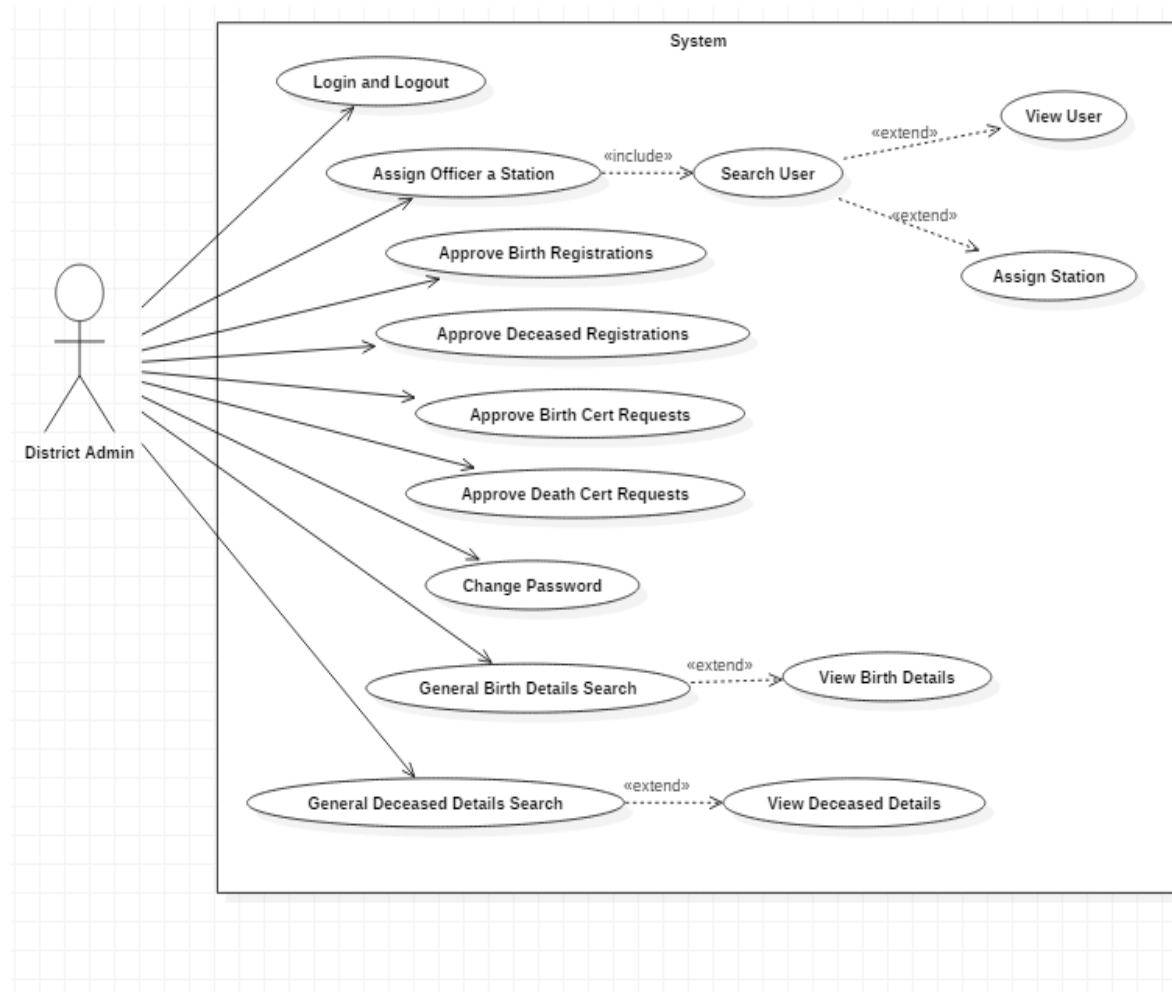 System
Login and Logout
View User
«extend»
«include»
Assign Officer a Station
Search User
«extend»
Approve Birth Registrations
Assign Station
Approve Deceased Registrations
Approve Birth Cert Requests
District Admin
Approve Death Cert Requests
Change Password
«extend»
General Birth Details Search
View Birth Details
«extend»
General Deceased Details Search
View Deceased Details